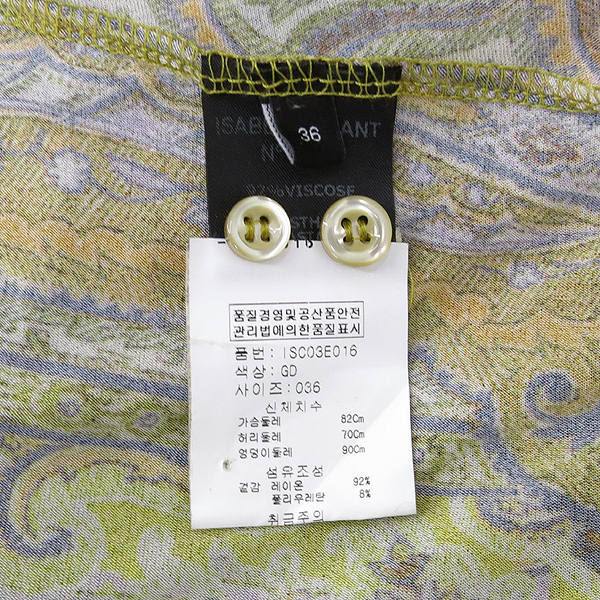 36
92%VISCOSE
품질경영및공산품안전
관리법에의한품질표시
품번 : ISC03E016
색상 : GD
사이즈 : 036
신체치수
가슴둘레 82Cm
허리둘레 70Cm
엉덩이둘레 90Cm
섬유조성
겉감 레이온 92%
폴리우레탄 8%
취급주의